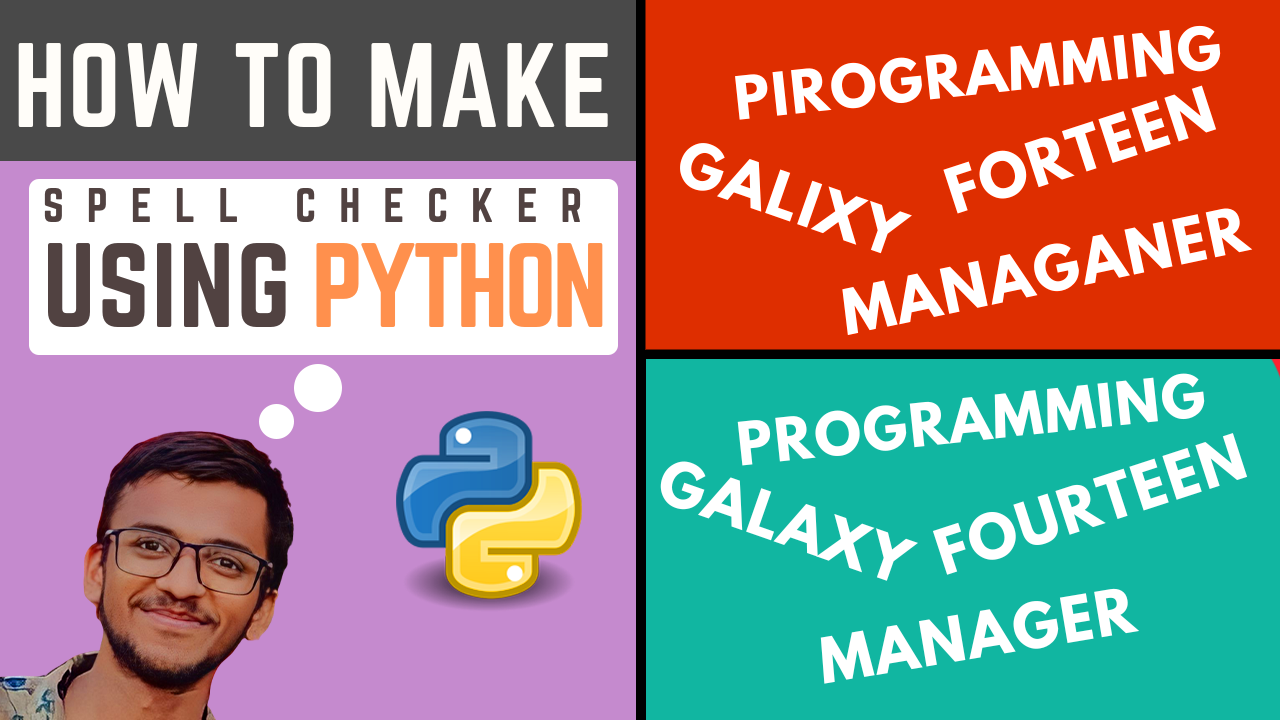 HOW TO MAKE
SPELL CHECKER
USING PYTHON
PIROGRAMMING
GALIXY
FORTEEN
MANAGANER
PROGRAMMING
GALAXY
FOURTEEN
MANAGER